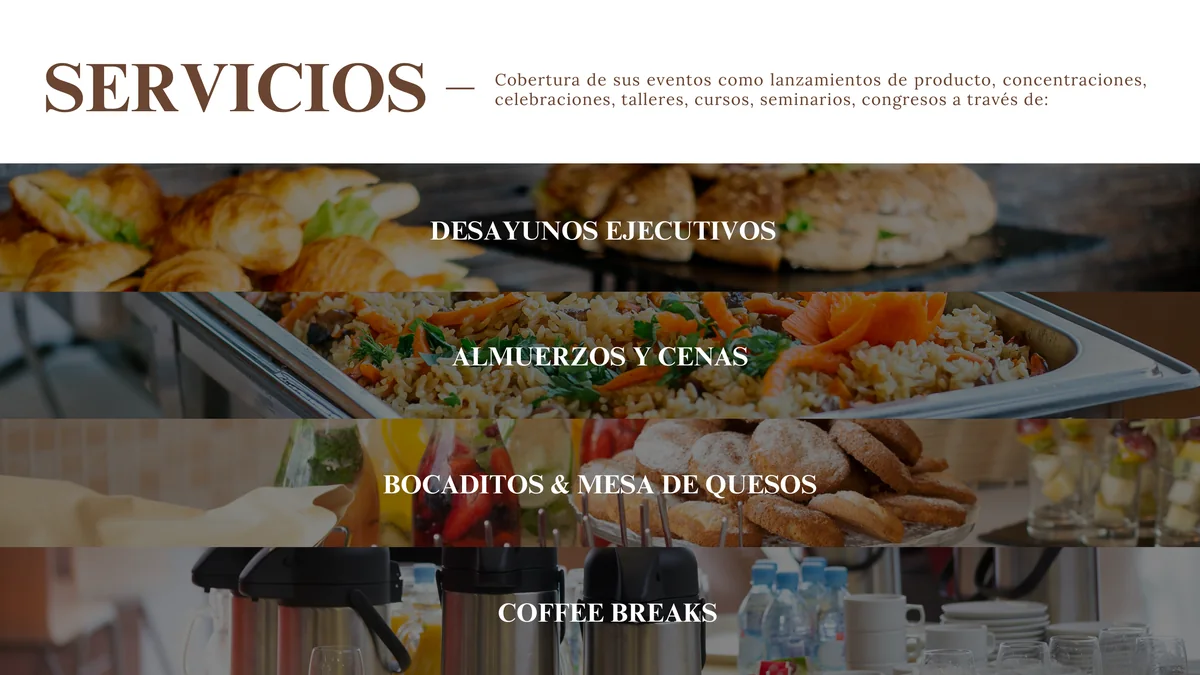 SERVICIOS —
Cobertura de sus eventos como lanzamientos de producto, concentraciones,
celebraciones, talleres, cursos, seminarios, congresos a través de:
DESAYUNOS EJECUTIVOS
ALMUERZOS Y CENAS
BOCADITOS & MESA DE QUESOS
COFFEE BREAKS